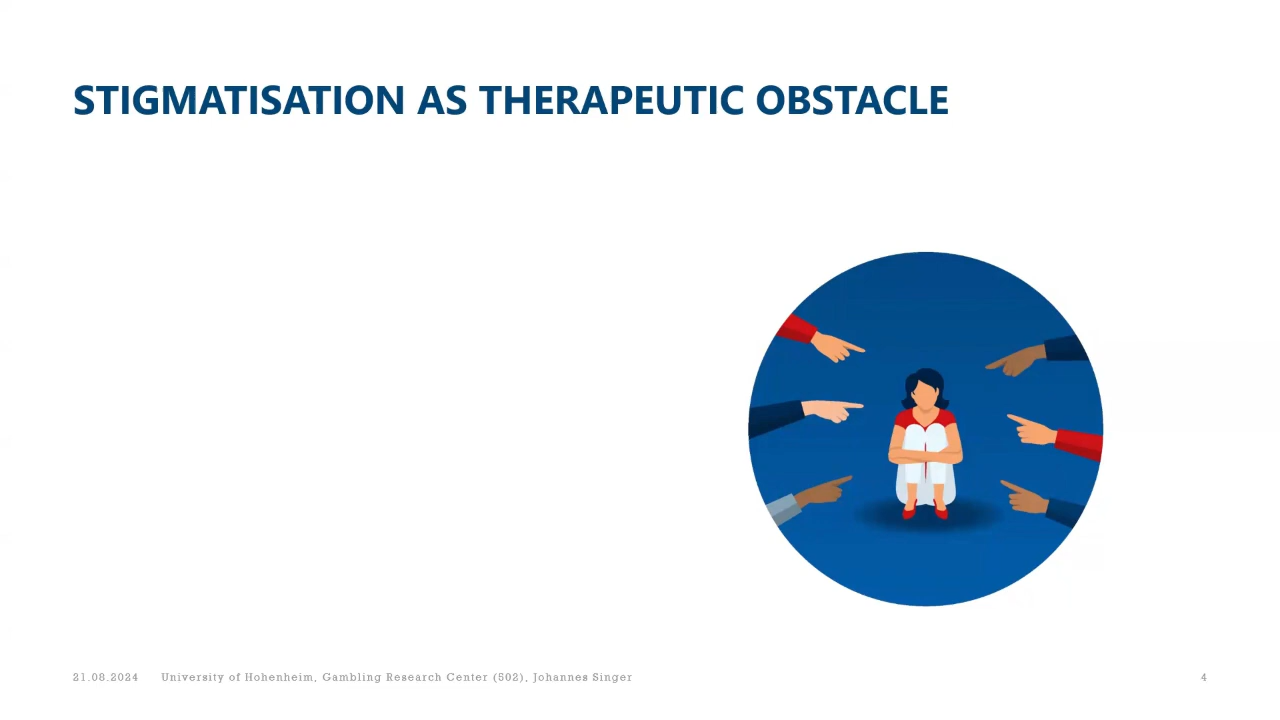 STIGMATISATION AS THERAPEUTIC OBSTACLE
21.08.2024 University of Hohenheim, Gambling Research Center (502), Johannes Singer 4